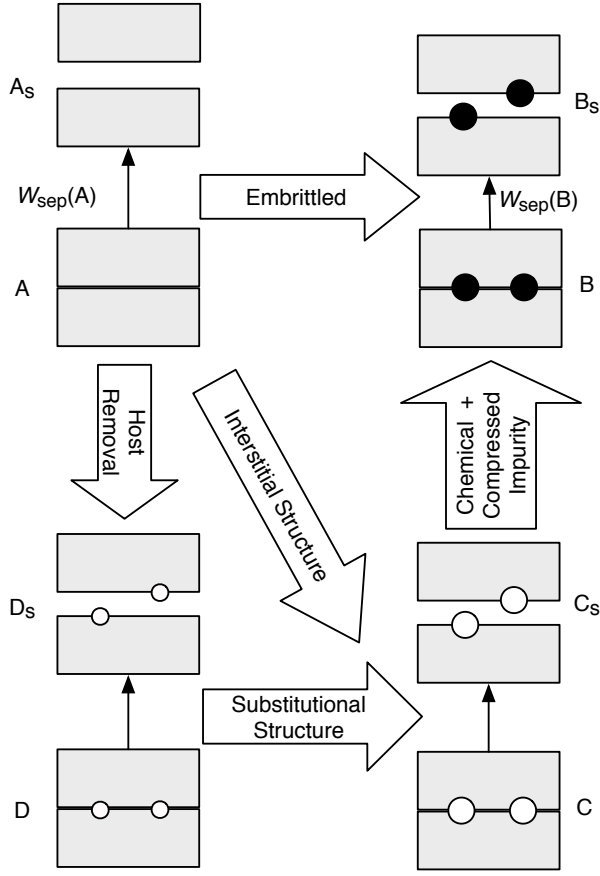 A_s
B_s
W_sep(A)
Embrittled
W_sep(B)
A
B
Host
Removal
Interstitial Structure
Chemical +
Compressed
Impurity
D_s
C_s
Substitutional
Structure
D
C